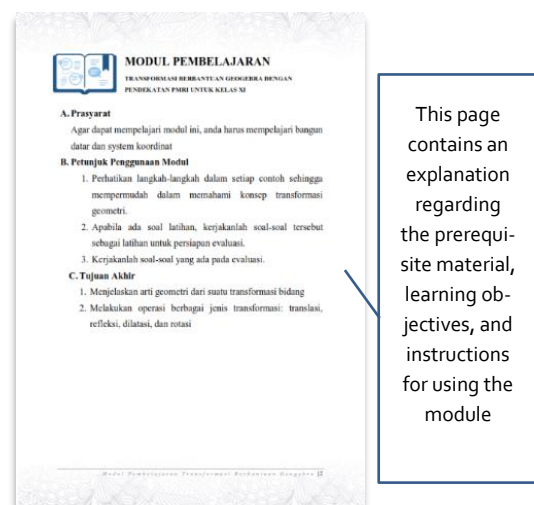 MODUL PEMBELAJARAN
TRANSFORMASI BERBANTUAN GEOGEBRA DENGAN
PENDEKATAN PMRI UNTUK KELAS XI
A. Prasyarat
Agar dapat mempelajari modul ini, anda harus mempelajari bangun
datar dan system koordinat
B. Petunjuk Penggunaan Modul
1. Perhatikan langkah-langkah dalam setiap contoh sehingga
mempermudah dalam memahami konsep transformasi
geometri.
2. Apabila ada soal latihan, kerjakanlah soal-soal tersebut
sebagai latihan untuk persiapan evaluasi.
3. Kerjakanlah soal-soal yang ada pada evaluasi.
C. Tujuan Akhir
1. Menjelaskan arti geometri dari suatu transformasi bidang
2. Melakukan operasi berbagai jenis transformasi: translasi,
refleksi, dilatasi, dan rotasi
Modul Pembelajaran Transformasi Berbantuan Geogebra
This page
contains an
explanation
regarding
the prerequi-
site material,
learning ob-
jectives, and
instructions
for using the
module